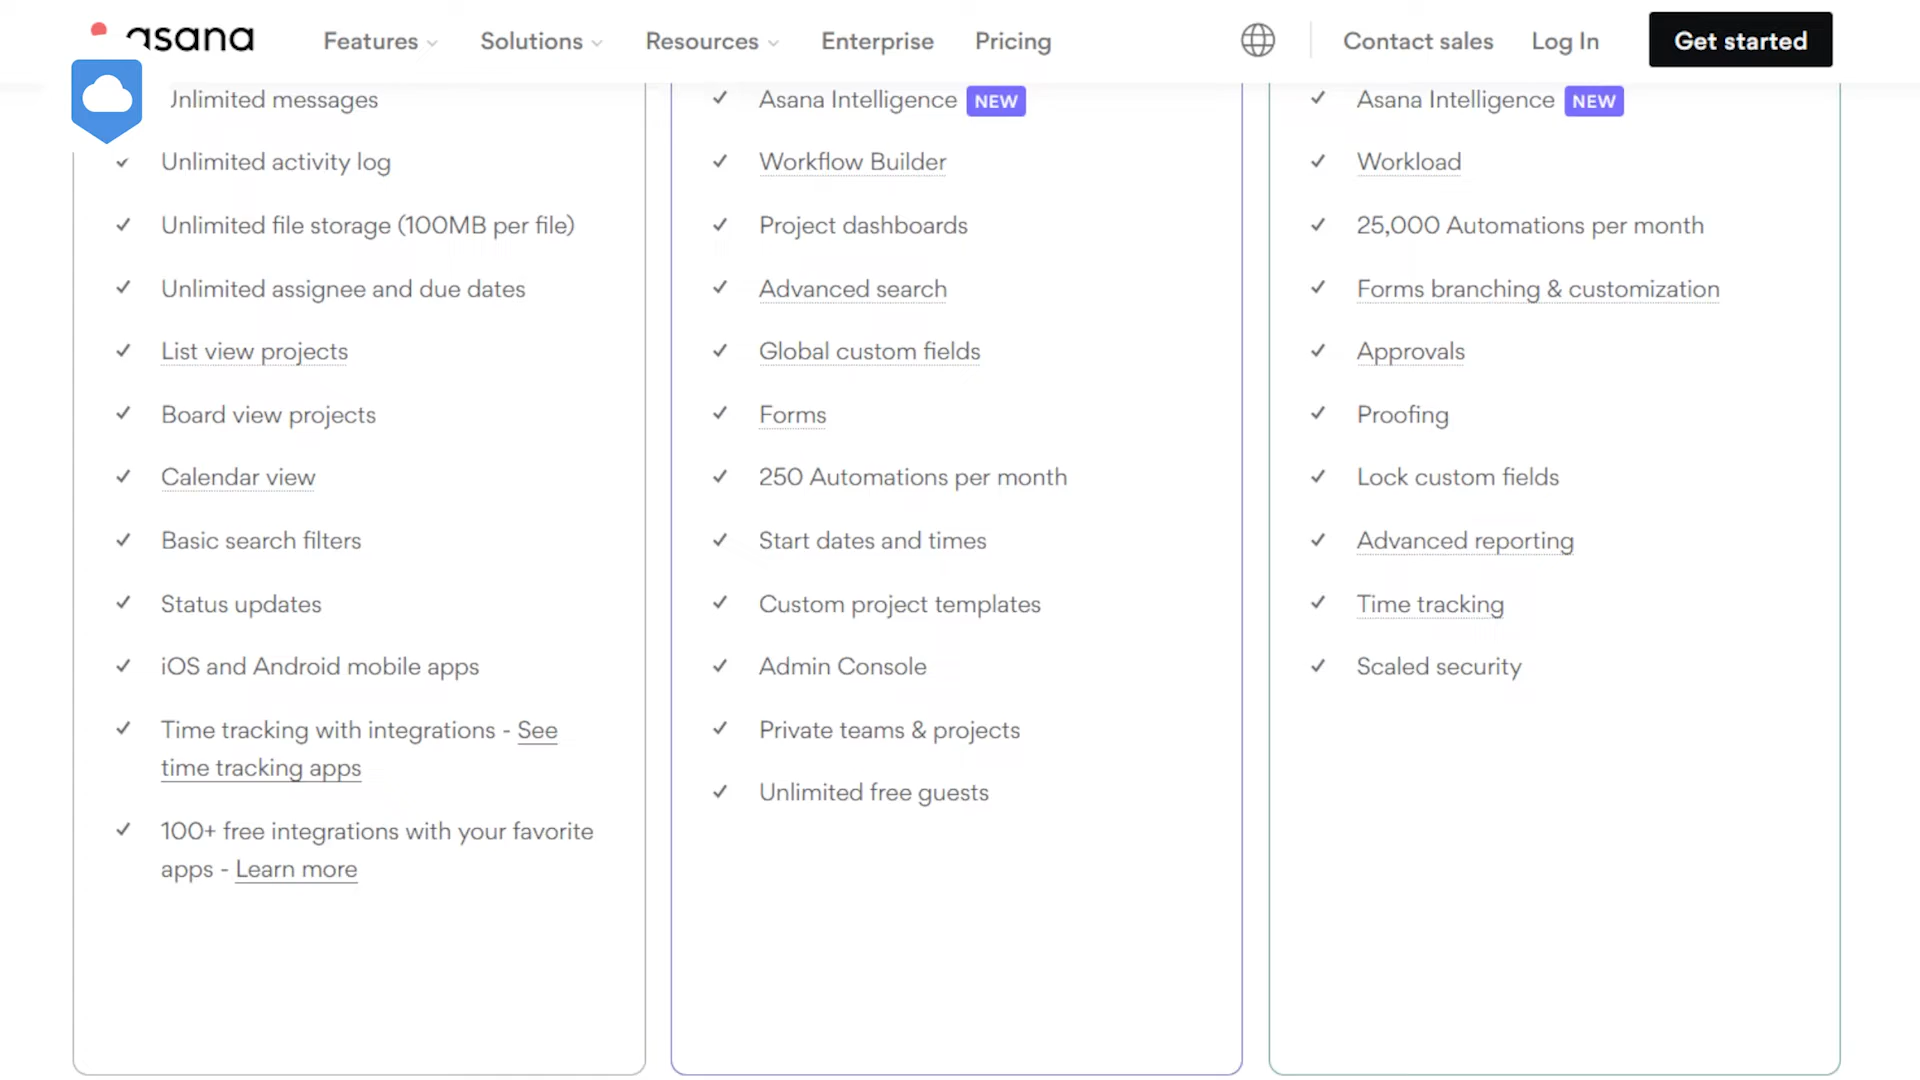 asana Features Solutions Resources Enterprise Pricing Contact sales Log In Get started
Unlimited messages
Unlimited activity log
Unlimited file storage (100MB per file)
Unlimited assignee and due dates
List view projects
Board view projects
Calendar view
Basic search filters
Status updates
iOS and Android mobile apps
Time tracking with integrations - See
time tracking apps
100+ free integrations with your favorite
apps - Learn more
Asana Intelligence NEW
Workflow Builder
Project dashboards
Advanced search
Global custom fields
Forms
250 Automations per month
Start dates and times
Custom project templates
Admin Console
Private teams & projects
Unlimited free guests
Asana Intelligence NEW
Workload
25,000 Automations per month
Forms branching & customization
Approvals
Proofing
Lock custom fields
Advanced reporting
Time tracking
Scaled security